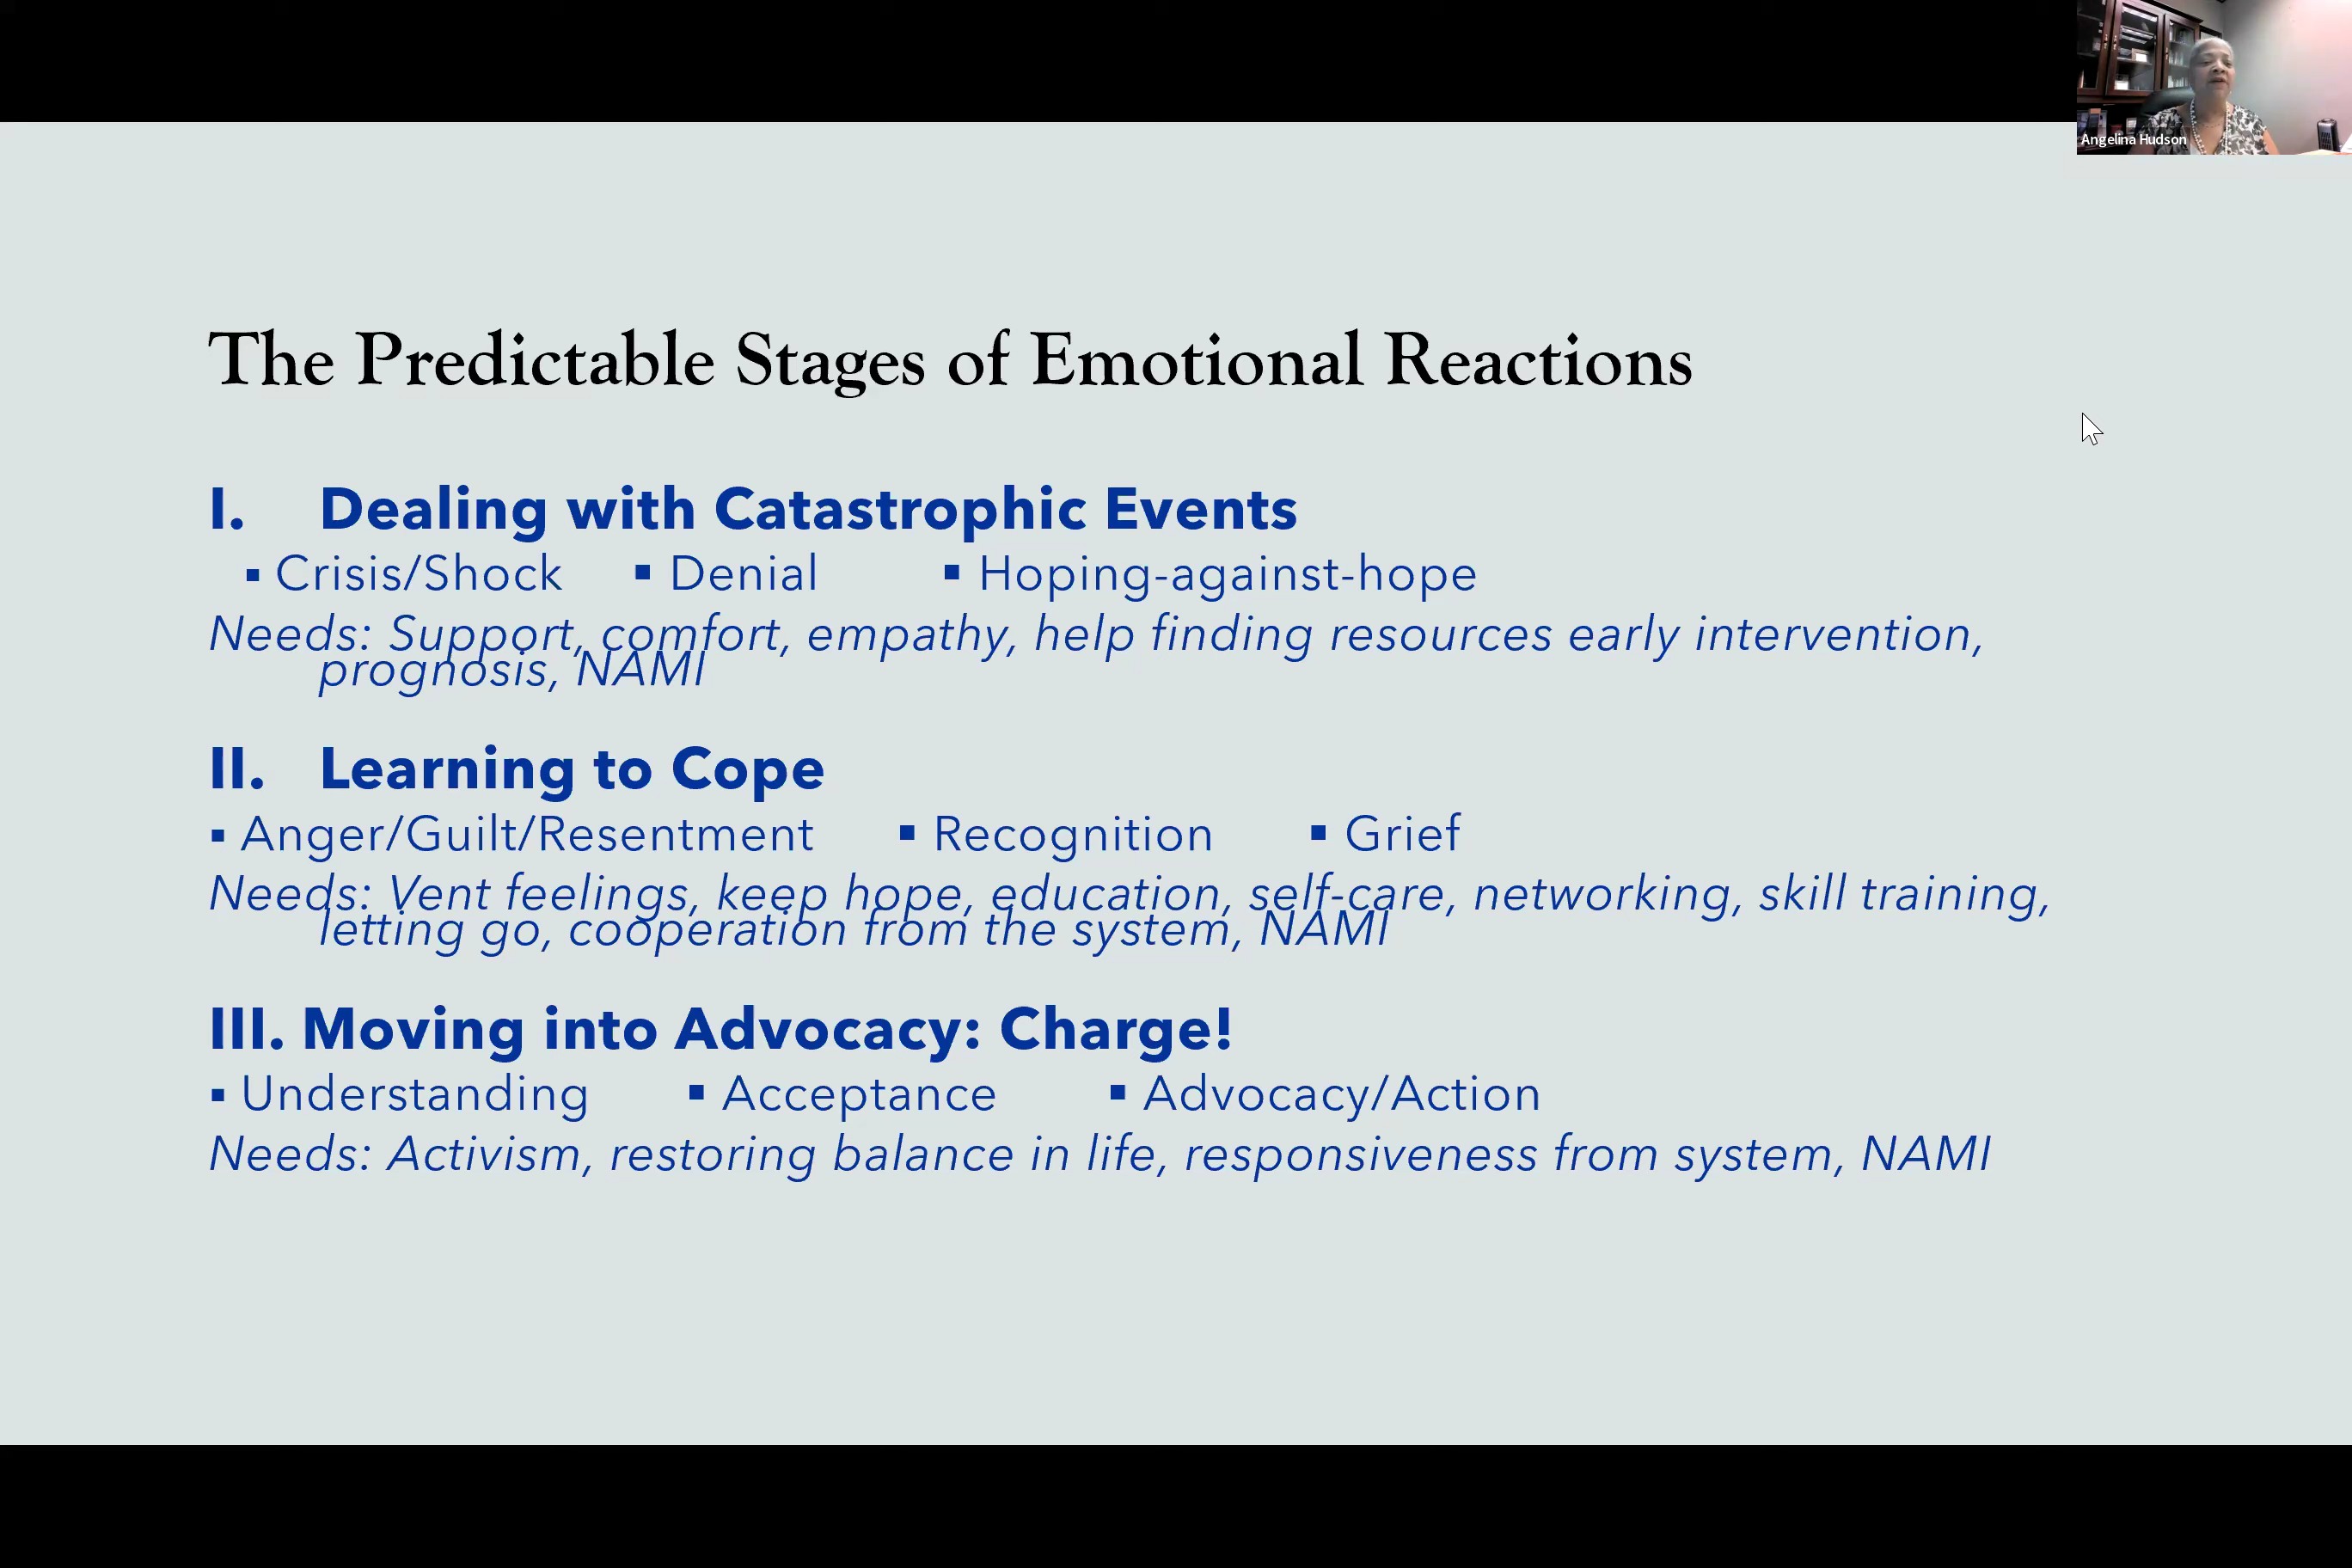 Angelina Hudson
The Predictable Stages of Emotional Reactions
I. Dealing with Catastrophic Events
▪ Crisis/Shock ▪ Denial ▪ Hoping-against-hope
Needs: Support, comfort, empathy, help finding resources early intervention,
prognosis, NAMI
II. Learning to Cope
▪ Anger/Guilt/Resentment ▪ Recognition ▪ Grief
Needs: Vent feelings, keep hope, education, self-care, networking, skill training,
letting go, cooperation from the system, NAMI
III. Moving into Advocacy: Charge!
▪ Understanding ▪ Acceptance ▪ Advocacy/Action
Needs: Activism, restoring balance in life, responsiveness from system, NAMI